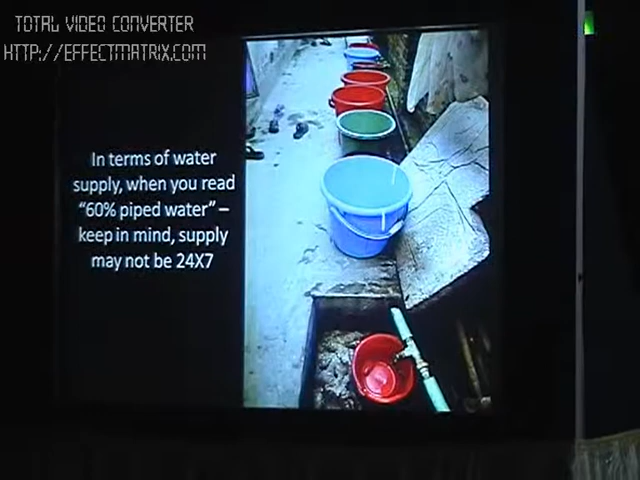 TOTAL VIDEO CONVERTER
HTTP://EFFECTMATRIX.COM
In terms of water
supply, when you read
“60% piped water” –
keep in mind, supply
may not be 24X7